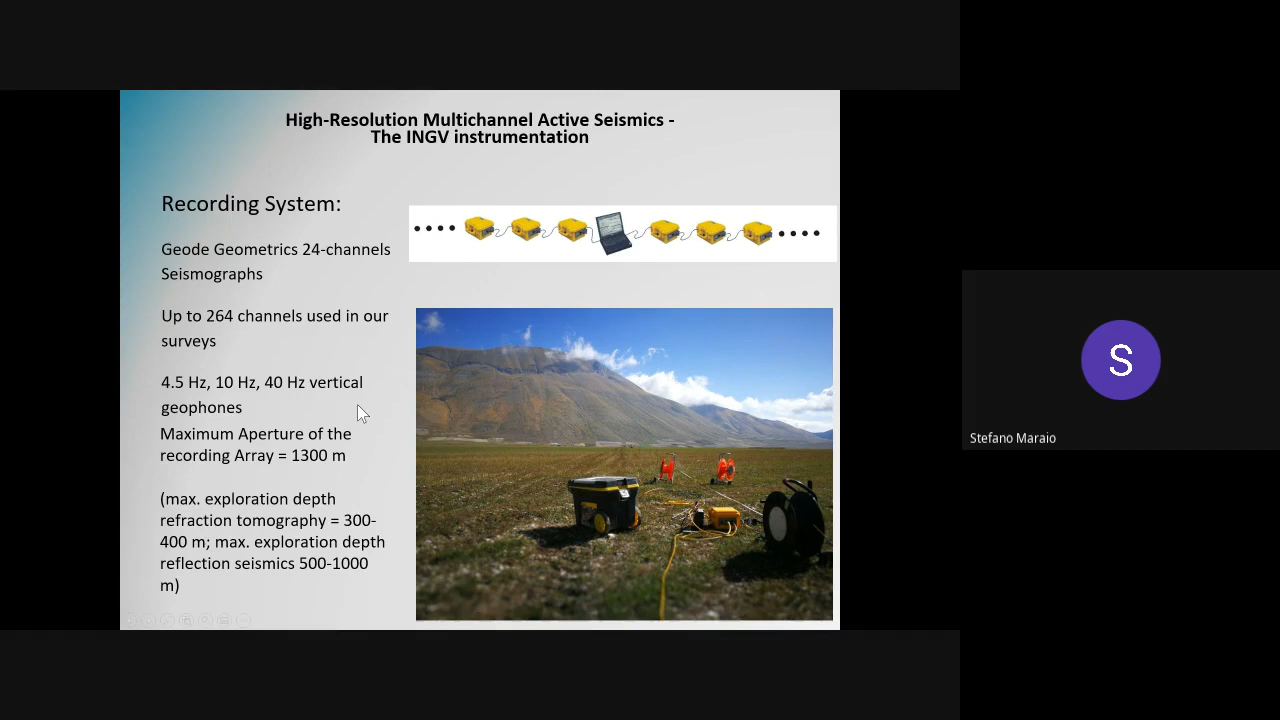 High-Resolution Multichannel Active Seismics -
The INGV instrumentation
Recording System:
Geode Geometrics 24-channels
Seismographs
Up to 264 channels used in our
surveys
4.5 Hz, 10 Hz, 40 Hz vertical
geophones
Maximum Aperture of the
recording Array = 1300 m
(max. exploration depth
refraction tomography = 300-
400 m; max. exploration depth
reflection seismics 500-1000
m)
S
Stefano Maraio